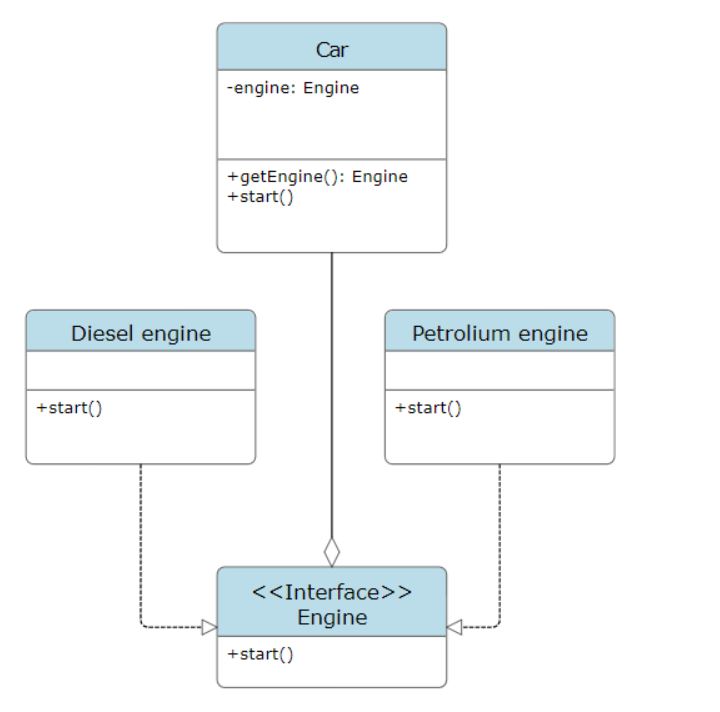 Car
-engine: Engine
+getEngine(): Engine
+start()
Diesel engine
+start()
Petrolium engine
+start()
<<Interface>>
Engine
+start()